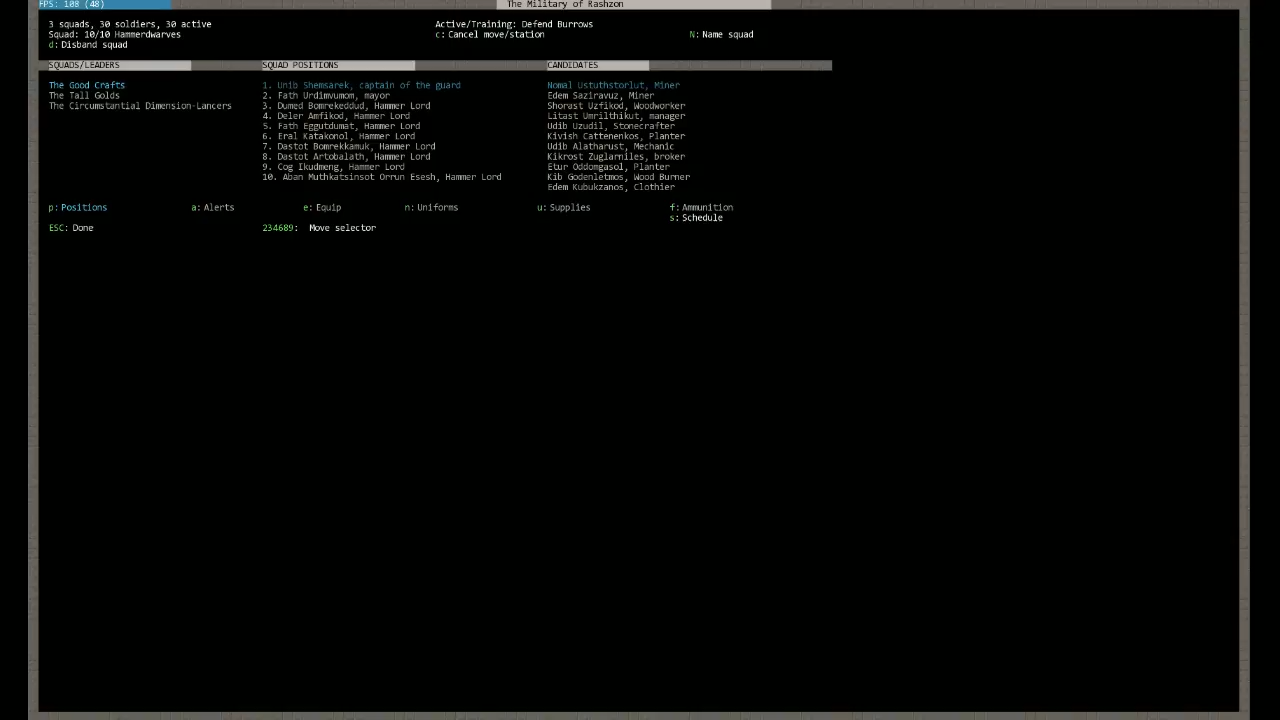 FPS: 108 (48)
The Military of Rashzon
3 squads, 30 soldiers, 30 active
Active/Training: Defend Burrows
Squad: 10/10 Hammerdwarves
c: Cancel move/station
N: Name squad
d: Disband squad
SQUADS/LEADERS
SQUAD POSITIONS
CANDIDATES
The Good Crafts
1. Unib Shemsarek, captain of the guard
Nomal Ustuthstorlut, Miner
The Tall Golds
2. Fath Urdimvumom, mayor
Edem Saziravuz, Miner
The Circumstantial Dimension-Lancers
3. Dumed Bomrekeddud, Hammer Lord
Shorast Uzfikod, Woodworker
4. Deler Amfikod, Hammer Lord
Litast Umrilthikut, manager
5. Fath Eggutdumat, Hammer Lord
Udib Uzudil, Stonecrafter
6. Eral Katakonol, Hammer Lord
Kivish Cattenenkos, Planter
7. Dastot Bomrekkamuk, Hammer Lord
Udib Alatharust, Mechanic
8. Dastot Artobalath, Hammer Lord
Kikrost Zuglarniles, broker
9. Cog Ikudmeng, Hammer Lord
Etur Oddomgasol, Planter
10. Aban Muthkatsinsot Orrun Esesh, Hammer Lord
Kib Godenletmos, Wood Burner
Edem Kubukzanos, Clothier
p: Positions
a: Alerts
e: Equip
n: Uniforms
u: Supplies
f: Ammunition
s: Schedule
ESC: Done
234689: Move selector